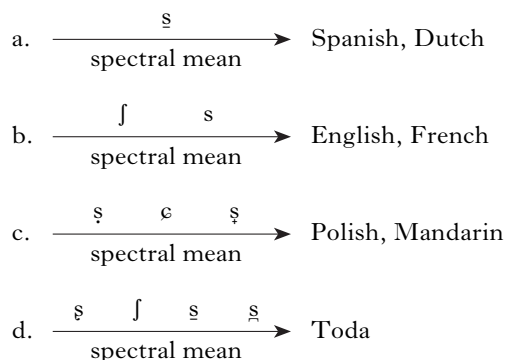 s̠
a. Spanish, Dutch
spectral mean
ʃ s
b. English, French
spectral mean
ṣ ɕ s̟
c. Polish, Mandarin
spectral mean
ʂ ʃ s̠ s̪
d. Toda
spectral mean